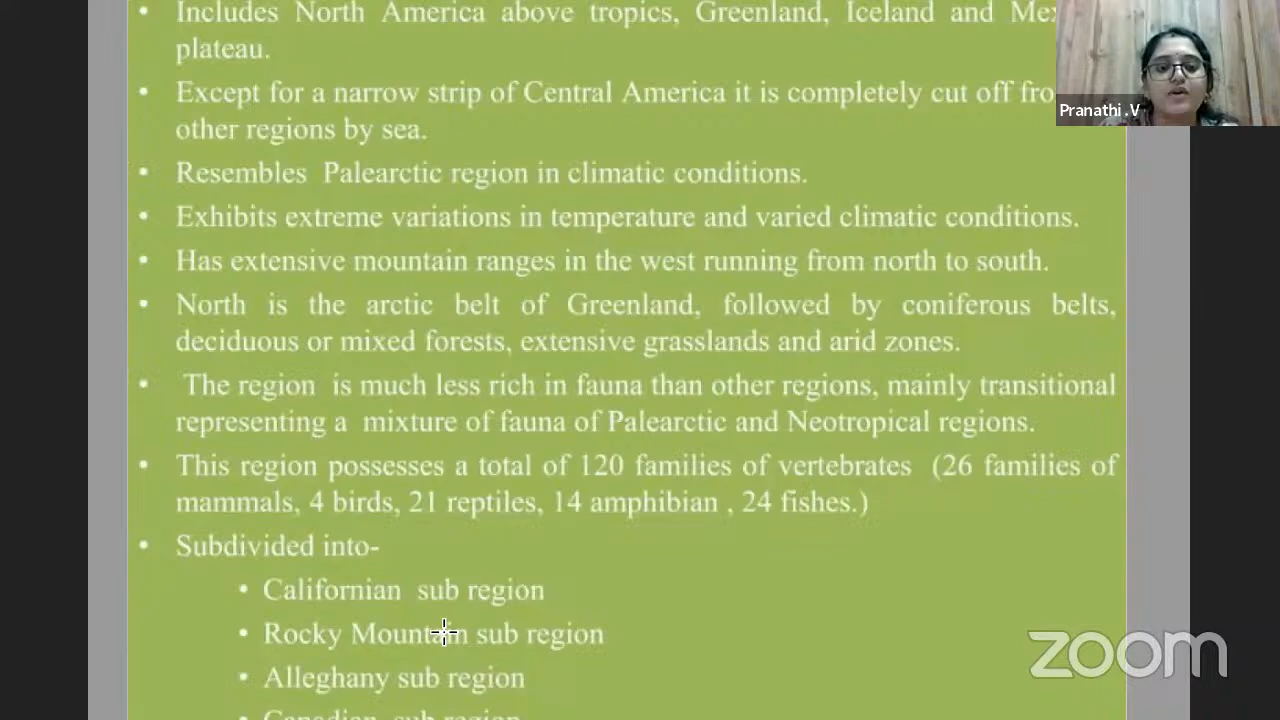 • Includes North America above tropics, Greenland, Iceland and
plateau.
• Except for a narrow strip of Central America it is completely cut off
other regions by sea.
• Resembles Palearctic region in climatic conditions.
• Exhibits extreme variations in temperature and varied climatic conditions.
• Has extensive mountain ranges in the west running from north to south.
• North is the arctic belt of Greenland, followed by coniferous belts,
deciduous or mixed forests, extensive grasslands and arid zones.
• The region is much less rich in fauna than other regions, mainly transitional
representing a mixture of fauna of Palearctic and Neotropical regions.
• This region possesses a total of 120 families of vertebrates (26 families of
mammals, 4 birds, 21 reptiles, 14 amphibian , 24 fishes.)
• Subdivided into-
• Californian sub region
• Rocky Mountain sub region
• Alleghany sub region
• Canadian sub region
Pranathi .V
zoom